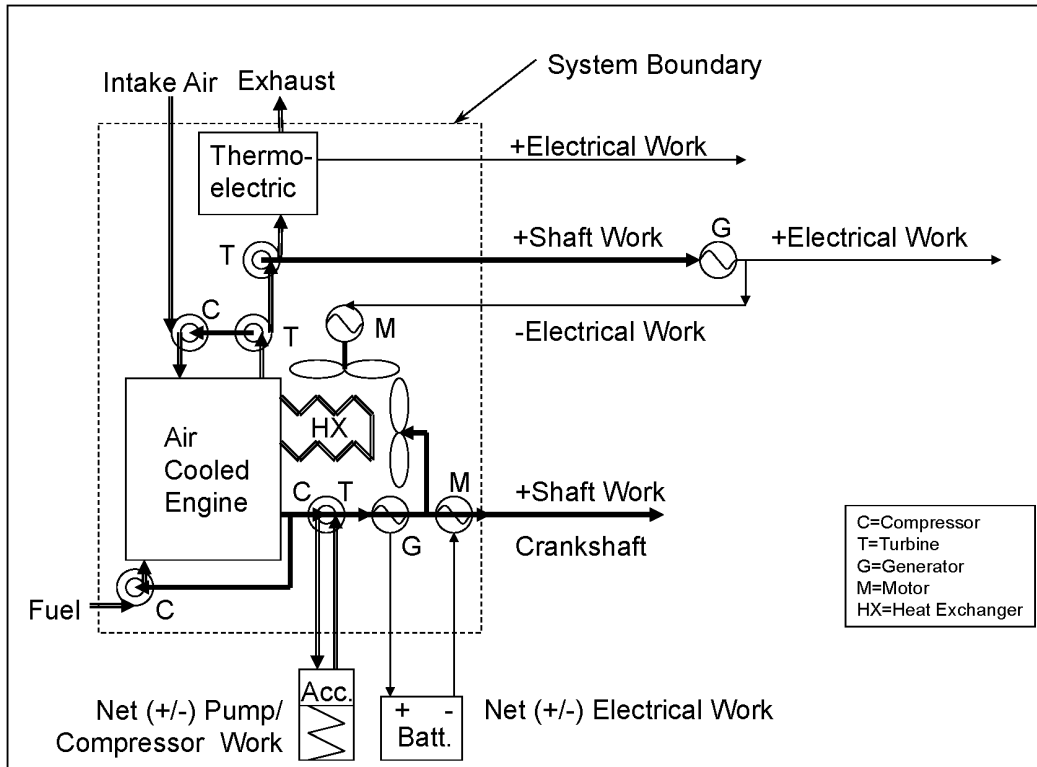 System Boundary
Intake Air
Exhaust
Thermo-
electric
+Electrical Work
T
+Shaft Work
G
+Electrical Work
C
T
M
-Electrical Work
HX
Air
Cooled
Engine
C
T
G
M
+Shaft Work
Crankshaft
C=Compressor
T=Turbine
G=Generator
M=Motor
HX=Heat Exchanger
Fuel
C
Net (+/-) Pump/
Compressor Work
Acc.
+ -
Batt.
Net (+/-) Electrical Work